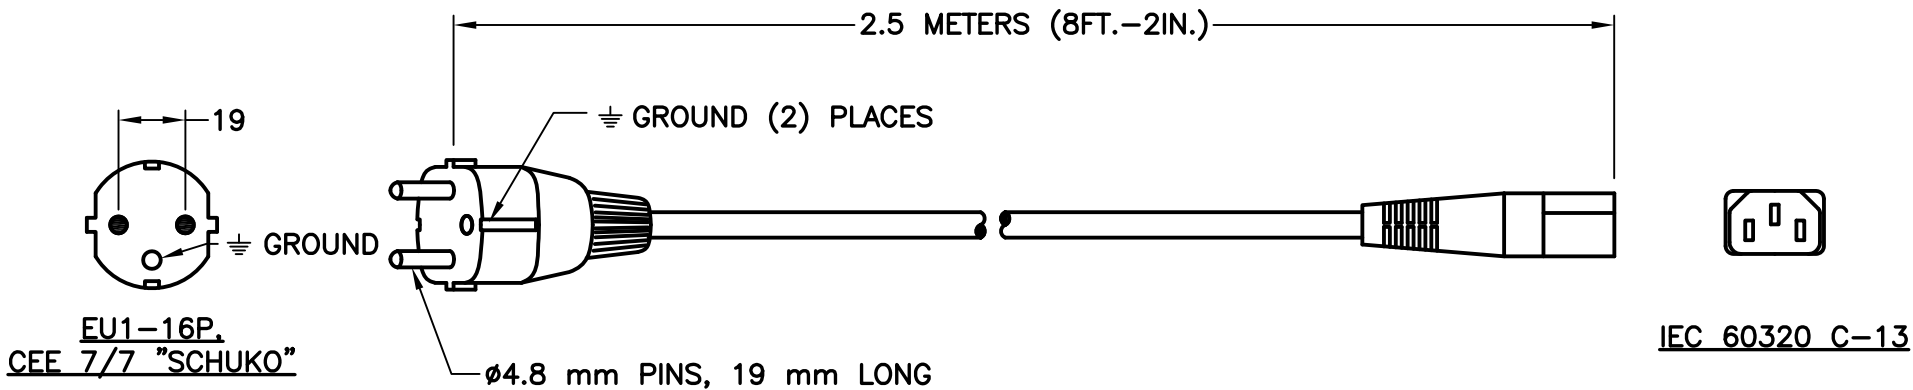 2.5 METERS (8FT.-2IN.)
19
GROUND (2) PLACES
GROUND
EU1-16P,
CEE 7/7 "SCHUKO"
ø4.8 mm PINS, 19 mm LONG
IEC 60320 C-13